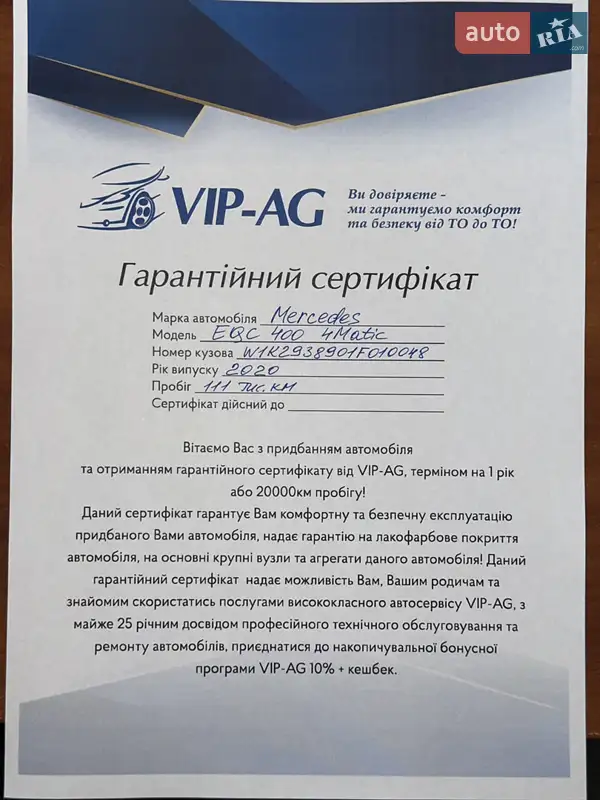 auto RIA.com
VIP-AG
Ви довіряєте -
ми гарантуємо комфорт
та безпеку від ТО до ТО!
Гарантійний сертифікат
Марка автомобіля Mercedes
Модель EQC 400 4Matic
Номер кузова W1K2938901F010048
Рік випуску 2020
Пробіг 111 тис.км
Сертифікат дійсний до
Вітаємо Вас з придбанням автомобіля
та отриманням гарантійного сертифікату від VIP-AG, терміном на 1 рік
або 20000км пробігу!
Даний сертифікат гарантує Вам комфортну та безпечну експлуатацію
придбаного Вами автомобіля, надає гарантію на лакофарбове покриття
автомобіля, на основні крупні вузли та агрегати даного автомобіля! Даний
гарантійний сертифікат надає можливість Вам, Вашим родичам та
знайомим скористатись послугами висококласного автосервісу VIP-AG, з
майже 25 річним досвідом професійного технічного обслуговування та
ремонту автомобілів, приєднатися до накопичувальної бонусної
програми VIP-AG 10% + кешбек.